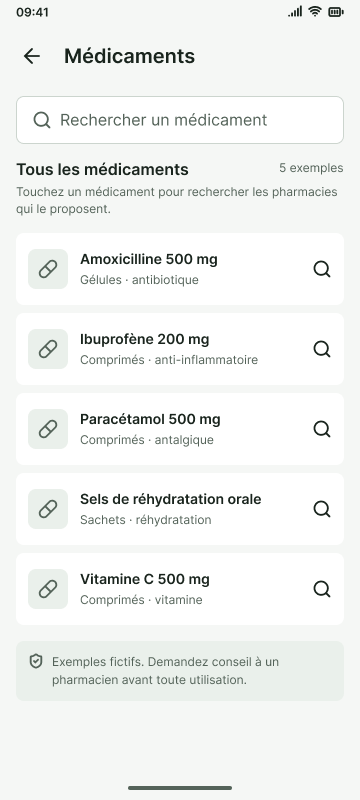 09:41
Médicaments
Rechercher un médicament
Tous les médicaments
5 exemples
Touchez un médicament pour rechercher les pharmacies
qui le proposent.
Amoxicilline 500 mg
Gélules · antibiotique
Ibuprofène 200 mg
Comprimés · anti-inflammatoire
Paracétamol 500 mg
Comprimés · antalgique
Sels de réhydratation orale
Sachets · réhydratation
Vitamine C 500 mg
Comprimés · vitamine
Exemples fictifs. Demandez conseil à un
pharmacien avant toute utilisation.